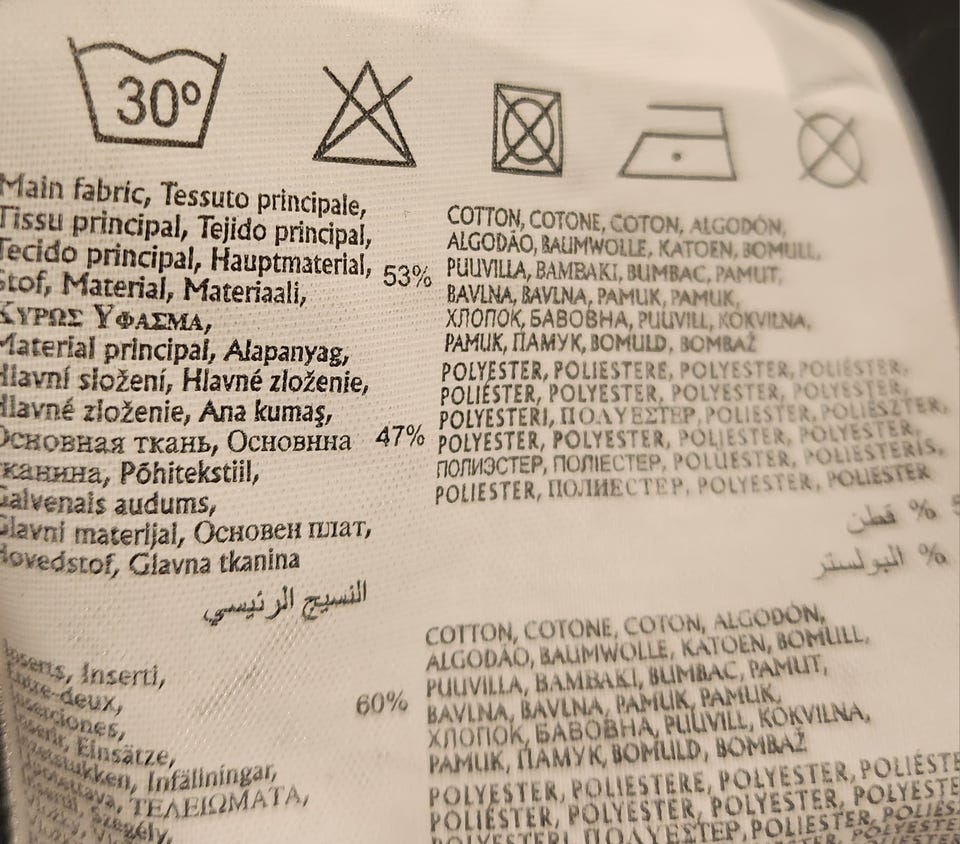 30°
Main fabric, Tessuto principale,
Tissu principal, Tejido principal,
Tecido principal, Hauptmaterial,
Stof, Material, Materiaali,
ΚΥΡΙΩΣ ΥΦΑΣΜΑ,
Material principal, Alapanyag,
Hlavní složení, Hlavné zloženie,
Hlavné zloženie, Ana kumaş,
Основная ткань, Основнна
тканина, Põhitekstiil,
Galvenais audums,
Glavni materijal, Основен плат,
Hovedstof, Glavna tkanina
النسيج الرئيسي
53%
COTTON, COTONE, COTON, ALGODÓN,
ALGODÃO, BAUMWOLLE, KATOEN, BOMULL,
PUUVILLA, BAMBAKI, BUMBAC, PAMUT,
BAVLNA, BAVLNA, PAMUK, PAMUK,
ХЛОПОК, БАВОВНА, PUUVILL, KOKVILNA,
PAMUK, ПАМУК, BOMULD, BOMBAŽ
47%
POLYESTER, POLIESTERE, POLYESTER, POLIÉSTER,
POLIÉSTER, POLYESTER, POLYESTER, POLYESTER,
POLYESTERI, ΠΟΛΥΕΣΤΕΡ, POLIESTER, POLIÉSZTER,
POLYESTER, POLYESTER, POLIESTER, POLYESTER,
ПОЛИЭСТЕР, ПОЛІЕСТЕР, POLUESTER, POLIESTERIS,
POLIESTER, ПОЛИЕСТЕР, POLYESTER, POLIESTER
% قطن
% البولستر
Inserts, Inserti,
Entre-deux,
Inserciones,
Einsätze,
Infällningar,
ΤΕΛΕΙΩΜΑΤΑ,
Szegély,
60%
COTTON, COTONE, COTON, ALGODÓN,
ALGODÃO, BAUMWOLLE, KATOEN, BOMULL,
PUUVILLA, BAMBAKI, BUMBAC, PAMUT,
BAVLNA, BAVLNA, PAMUK, PAMUK,
ХЛОПОК, БАВОВНА, PUUVILL, KOKVILNA,
PAMUK, ПАМУК, BOMULD, BOMBAŽ
POLYESTER, POLIESTERE, POLYESTER, POLIÉSTE
POLIÉSTER, POLYESTER, POLYESTER, POLYESTE
ΠΟΛΥΕΣΤΕΡ, POLIESTER,